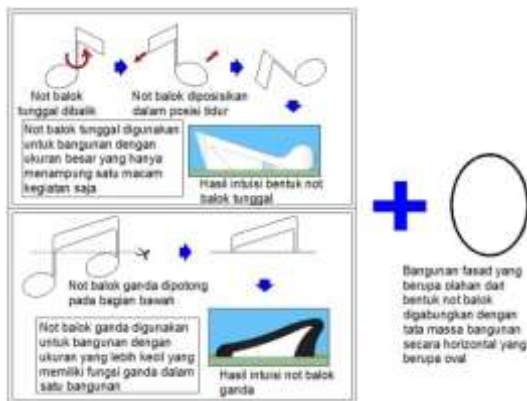 Not balok
tunggal dibalik
Not balok diposisikan
dalam posisi tidur
Not balok tunggal digunakan
untuk bangunan dengan
ukuran besar yang hanya
menampung satu macam
kegiatan saja
Hasil intuisi bentuk not
balok tunggal
Not balok ganda dipotong
pada bagian bawah
Not balok ganda digunakan
untuk bangunan dengan
ukuran yang lebih kecil yang
memiliki fungsi ganda dalam
satu bangunan
Hasil intuisi not balok
ganda
Bangunan fasad yang
berupa olahan dari
bentuk not balok
digabungkan dengan
tata massa bangunan
secara horizontal yang
berupa oval